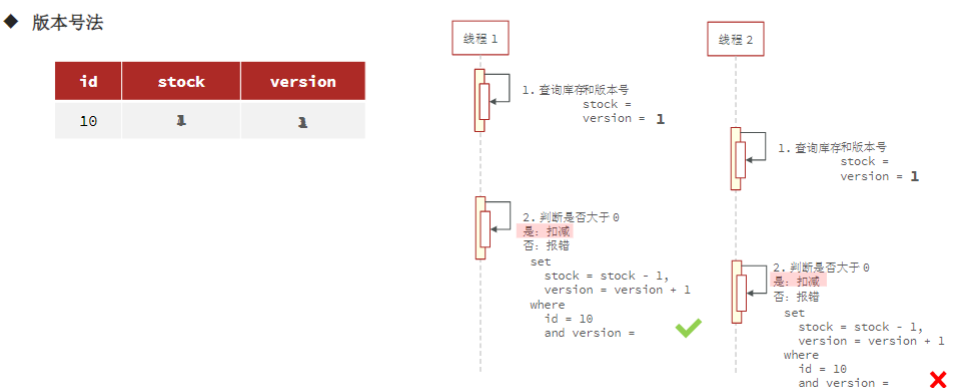 版本号法
id stock version
10 1 1
线程 1
1. 查询库存和版本号
stock =
version = 1
2. 判断是否大于 0
是：扣减
否：报错
set
stock = stock - 1,
version = version + 1
where
id = 10
and version =
线程 2
1. 查询库存和版本号
stock =
version = 1
2. 判断是否大于 0
是：扣减
否：报错
set
stock = stock - 1,
version = version + 1
where
id = 10
and version =